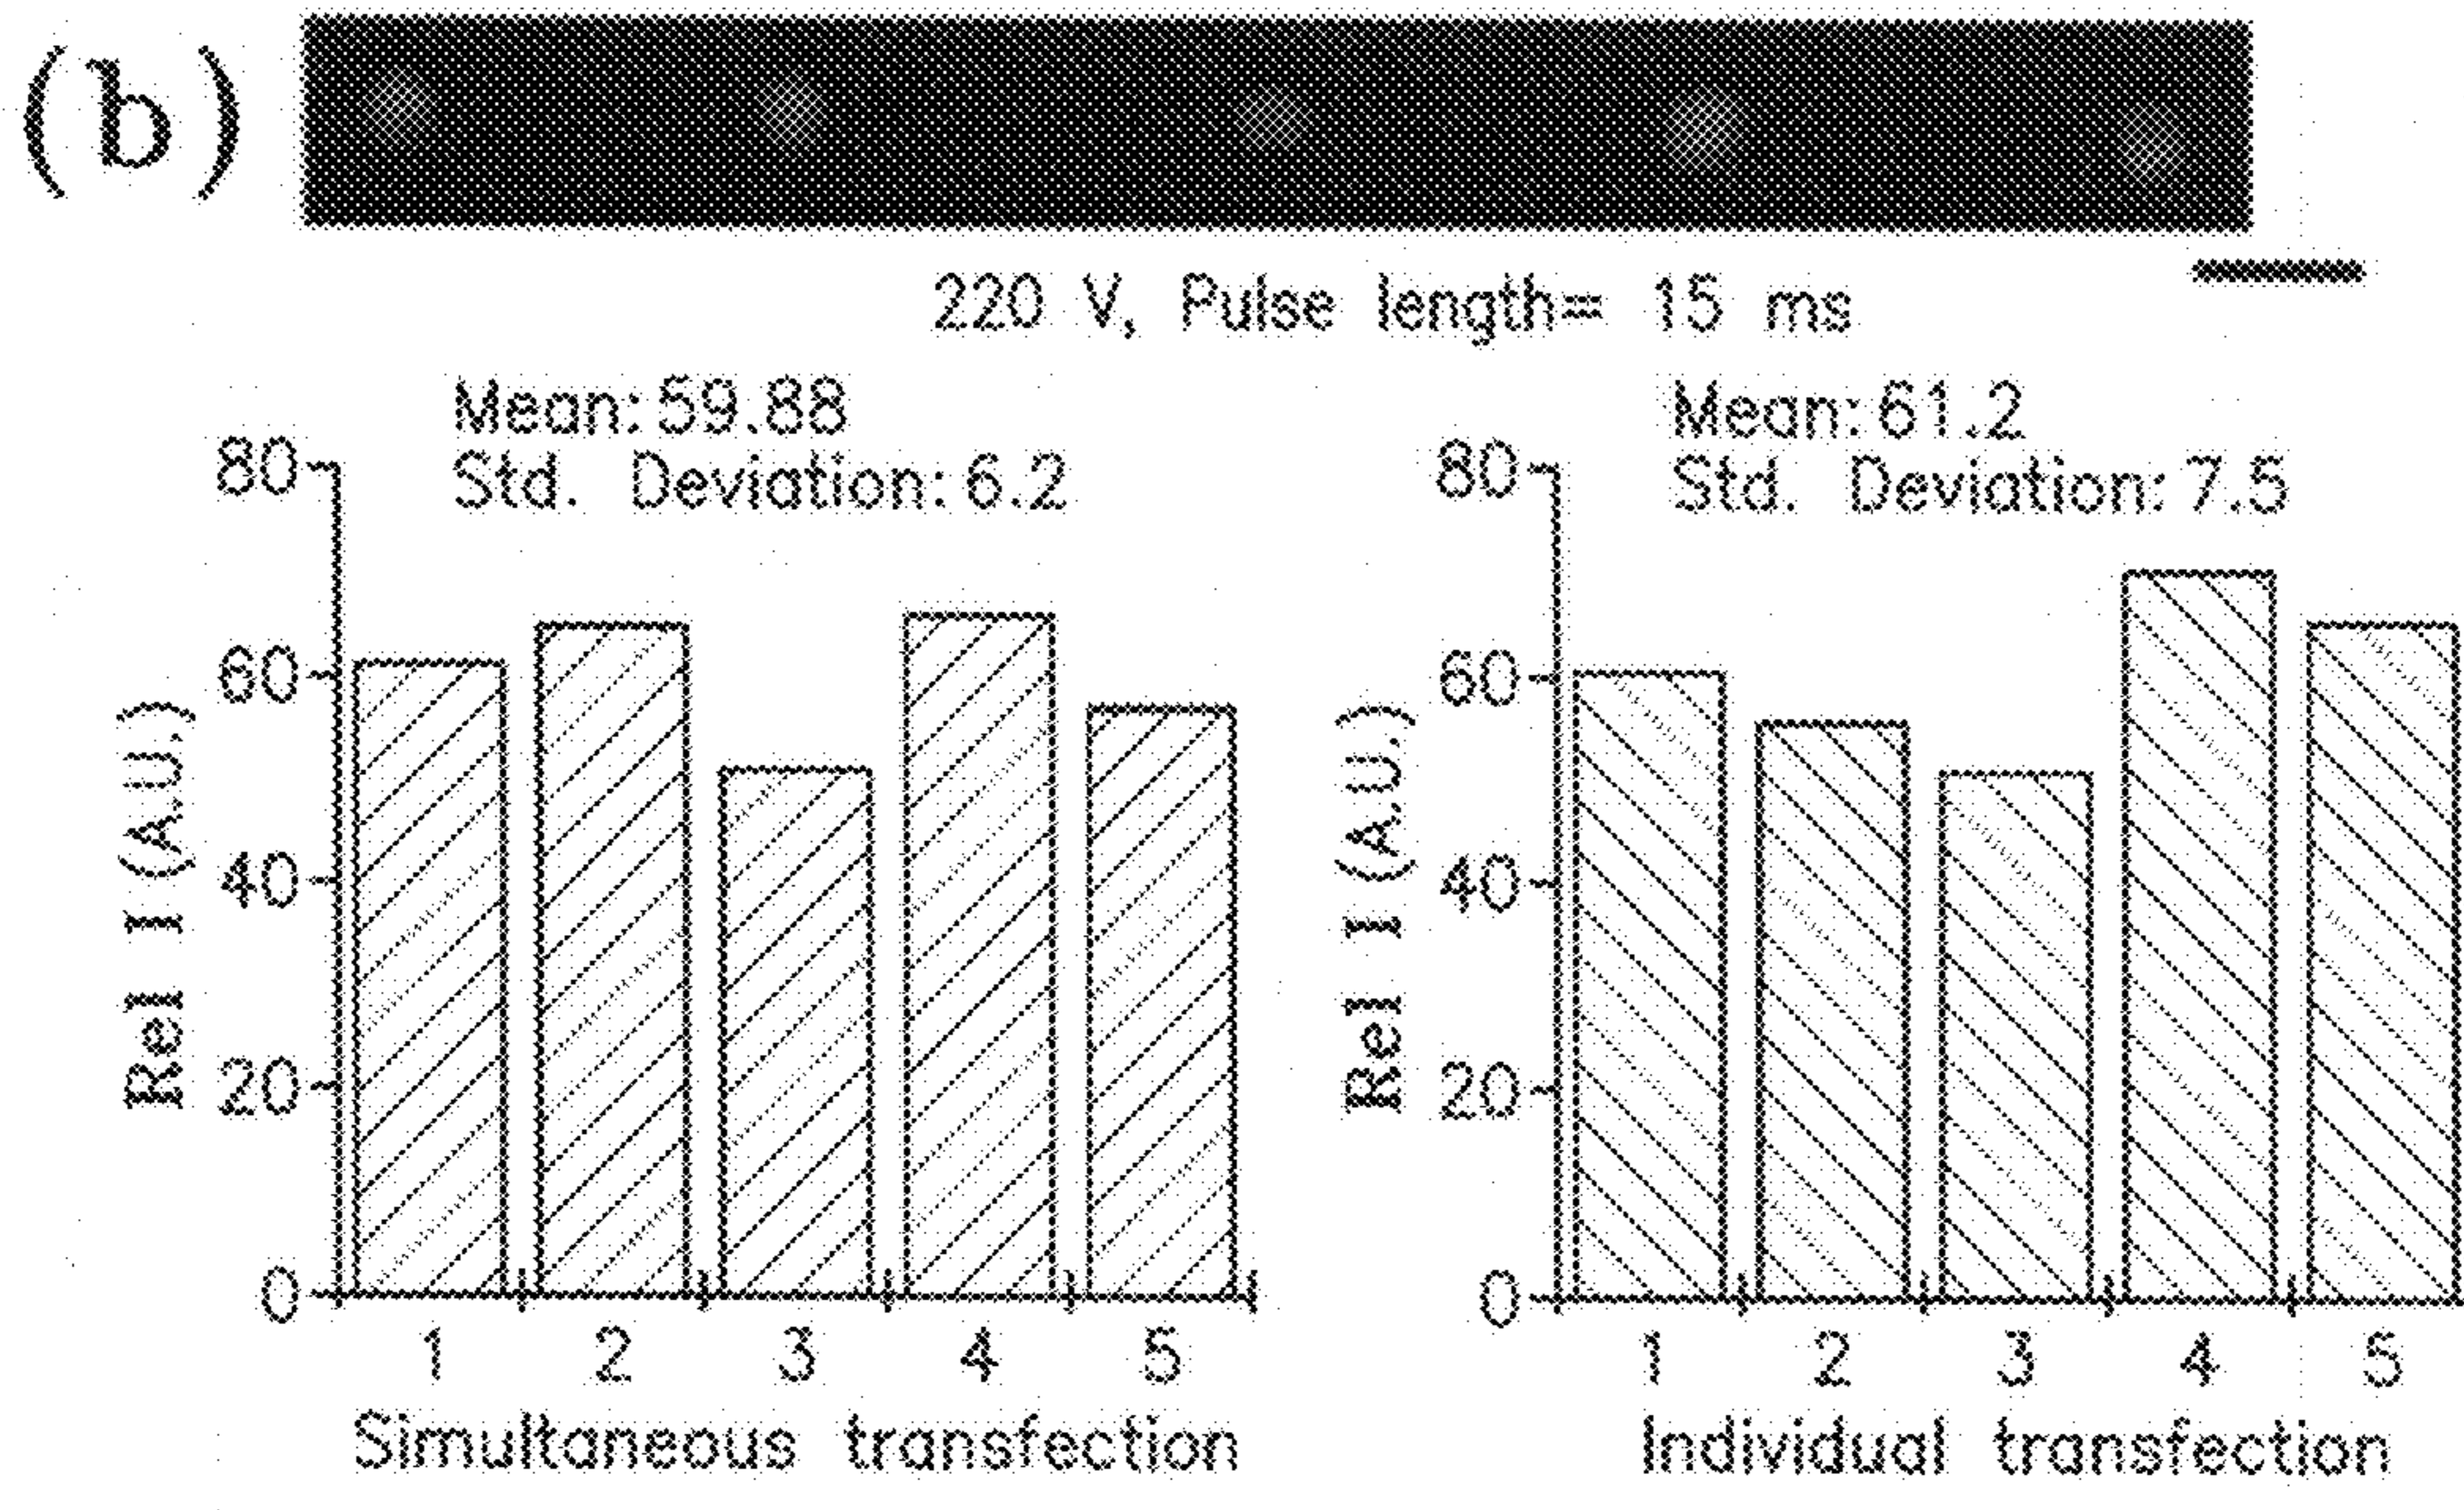 (b)
220 V, Pulse length= 15 ms
Mean: 59.88
Std. Deviation: 6.2
80
60
40
20
0
Rel I (A.U.)
1 2 3 4 5
Simultaneous transfection
Mean: 61.2
Std. Deviation: 7.5
80
60
40
20
0
Rel I (A.U.)
1 2 3 4 5
Individual transfection